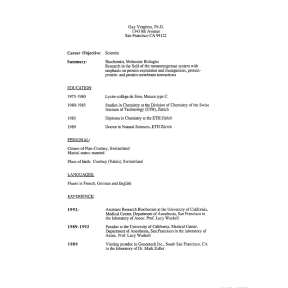 Guy Vergères, Ph.D.
1343 8th Avenue
San Francisco CA 94122
Career Objective: Scientist
Summary: Biochemist, Molecular Biologist
Research in the field of the monooxygenase system with
emphasis on protein expression and mutagenesis, protein-
protein and protein membrane interactions
EDUCATION:
1975-1980 Lycée-collège de Sion, Matura type C
1980-1985 Studies in Chemistry at the Division of Chemistry of the Swiss
Institute of Technology (ETH), Zürich
1985 Diploma in Chemistry at the ETH Zürich
1989 Doctor in Natural Sciences, ETH Zürich
PERSONAL:
Citizen of Switzerland
Marital status: married
Place of birth: Switzerland
LANGUAGES:
Fluent in French, German and English
EXPERIENCE:
1992- Assistant Research Biochemist at the University of California,
Medical Center, Department of Anesthesia, San Francisco in
the laboratory of Assoc. Prof. Lucy Waskell
1989-1992 Postdoc at the University of California, Medical Center,
Department of Anesthesia, San Francisco in the laboratory of
Assoc. Prof. Lucy Waskell
1989 Visiting postdoc in Genentech Inc., South San Francisco, CA
in the laboratory of Dr. Mark